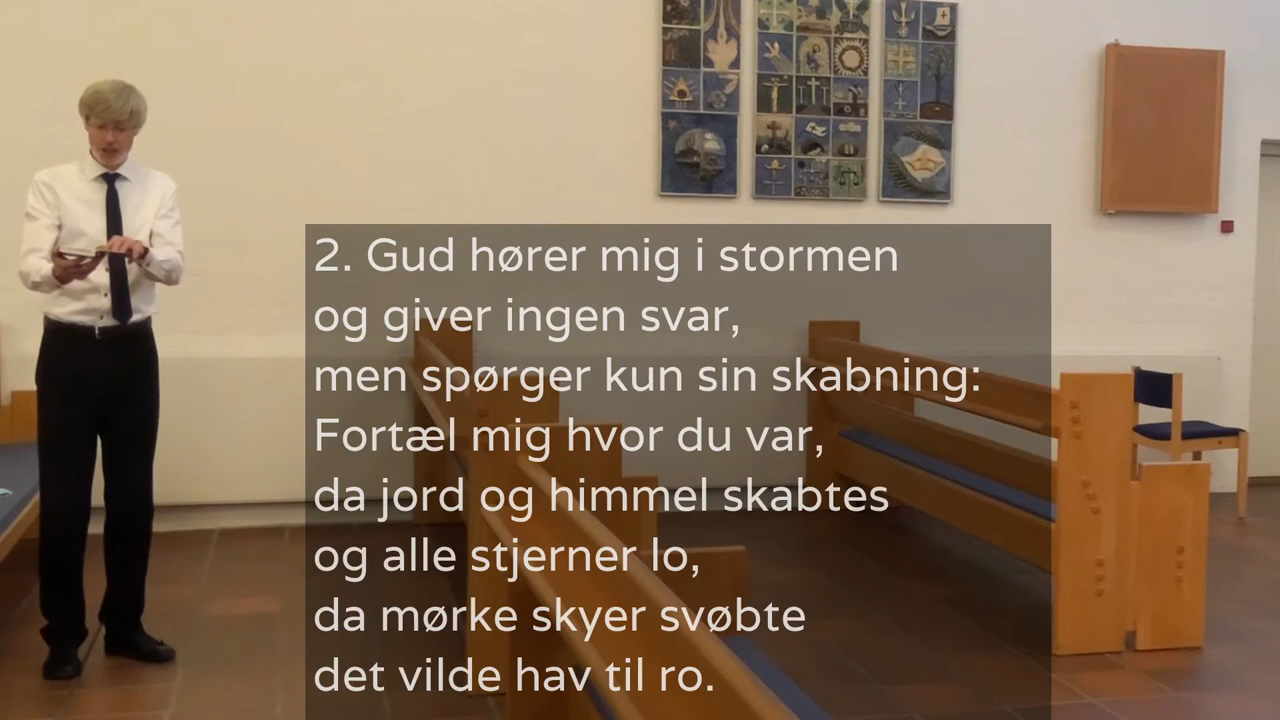 2. Gud hører mig i stormen
og giver ingen svar,
men spørger kun sin skabning:
Fortæl mig hvor du var,
da jord og himmel skabtes
og alle stjerner lo,
da mørke skyer svøbte
det vilde hav til ro.